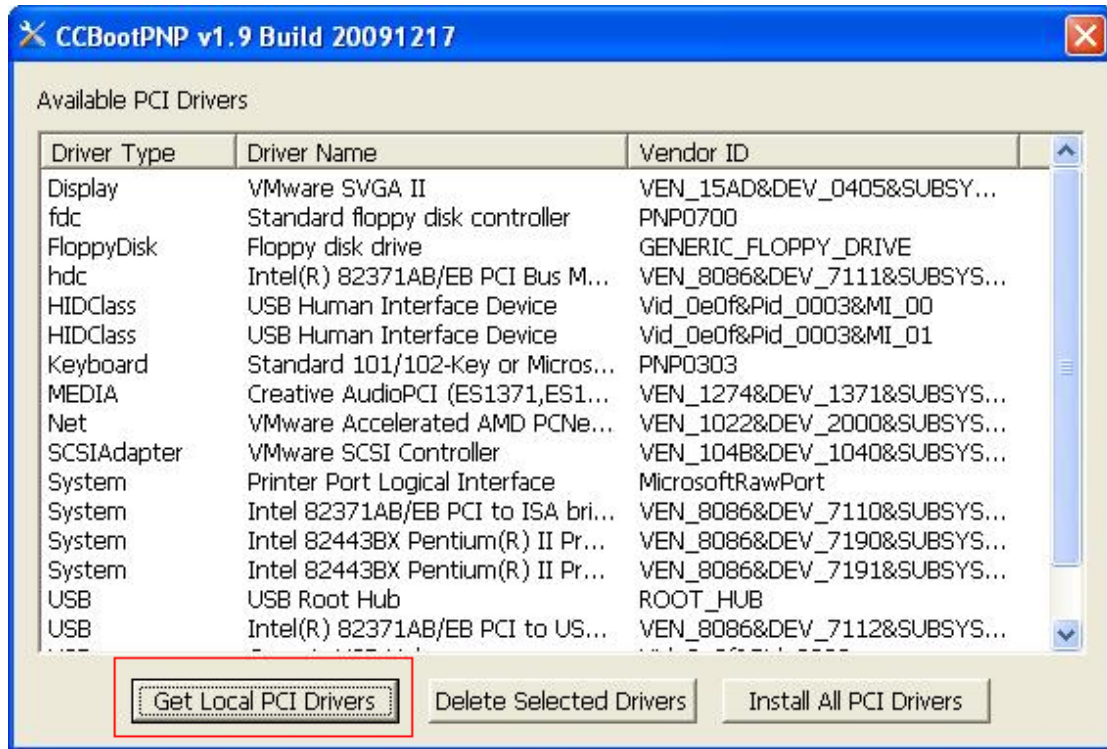 CCBootPNP v1.9 Build 20091217
Available PCI Drivers
Driver Type Driver Name Vendor ID
Display VMware SVGA II VEN_15AD&DEV_0405&SUBSY...
fdc Standard floppy disk controller PNP0700
FloppyDisk Floppy disk drive GENERIC_FLOPPY_DRIVE
hdc Intel(R) 82371AB/EB PCI Bus M... VEN_8086&DEV_7111&SUBSYS...
HIDClass USB Human Interface Device Vid_0e0f&Pid_0003&MI_00
HIDClass USB Human Interface Device Vid_0e0f&Pid_0003&MI_01
Keyboard Standard 101/102-Key or Micros... PNP0303
MEDIA Creative AudioPCI (ES1371,ES1... VEN_1274&DEV_1371&SUBSYS...
Net VMware Accelerated AMD PCNe... VEN_1022&DEV_2000&SUBSYS...
SCSIAdapter VMware SCSI Controller VEN_104B&DEV_1040&SUBSYS...
System Printer Port Logical Interface MicrosoftRawPort
System Intel 82371AB/EB PCI to ISA bri... VEN_8086&DEV_7110&SUBSYS...
System Intel 82443BX Pentium(R) II Pr... VEN_8086&DEV_7190&SUBSYS...
System Intel 82443BX Pentium(R) II Pr... VEN_8086&DEV_7191&SUBSYS...
USB USB Root Hub ROOT_HUB
USB Intel(R) 82371AB/EB PCI to US... VEN_8086&DEV_7112&SUBSYS...
Get Local PCI Drivers Delete Selected Drivers Install All PCI Drivers